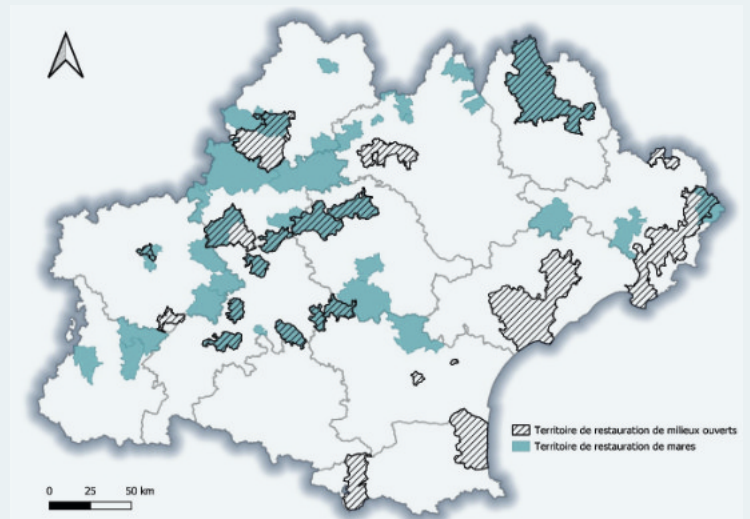 Territoire de restauration de milieux ouverts
Territoire de restauration de mares
0 25 50 km